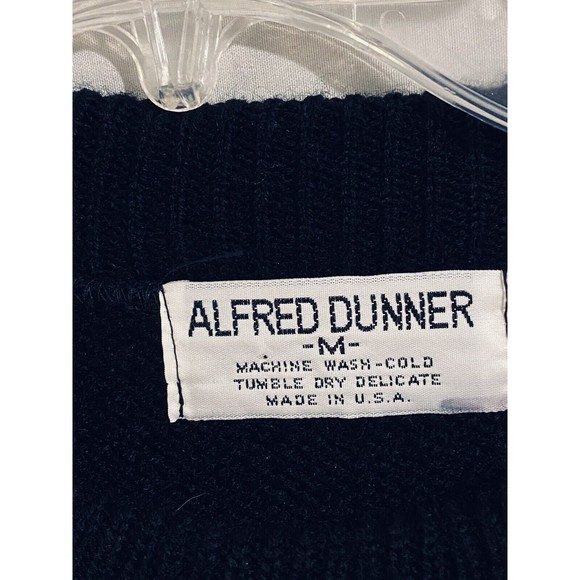 ALFRED DUNNER
-M-
MACHINE WASH-COLD
TUMBLE DRY DELICATE
MADE IN U.S.A.